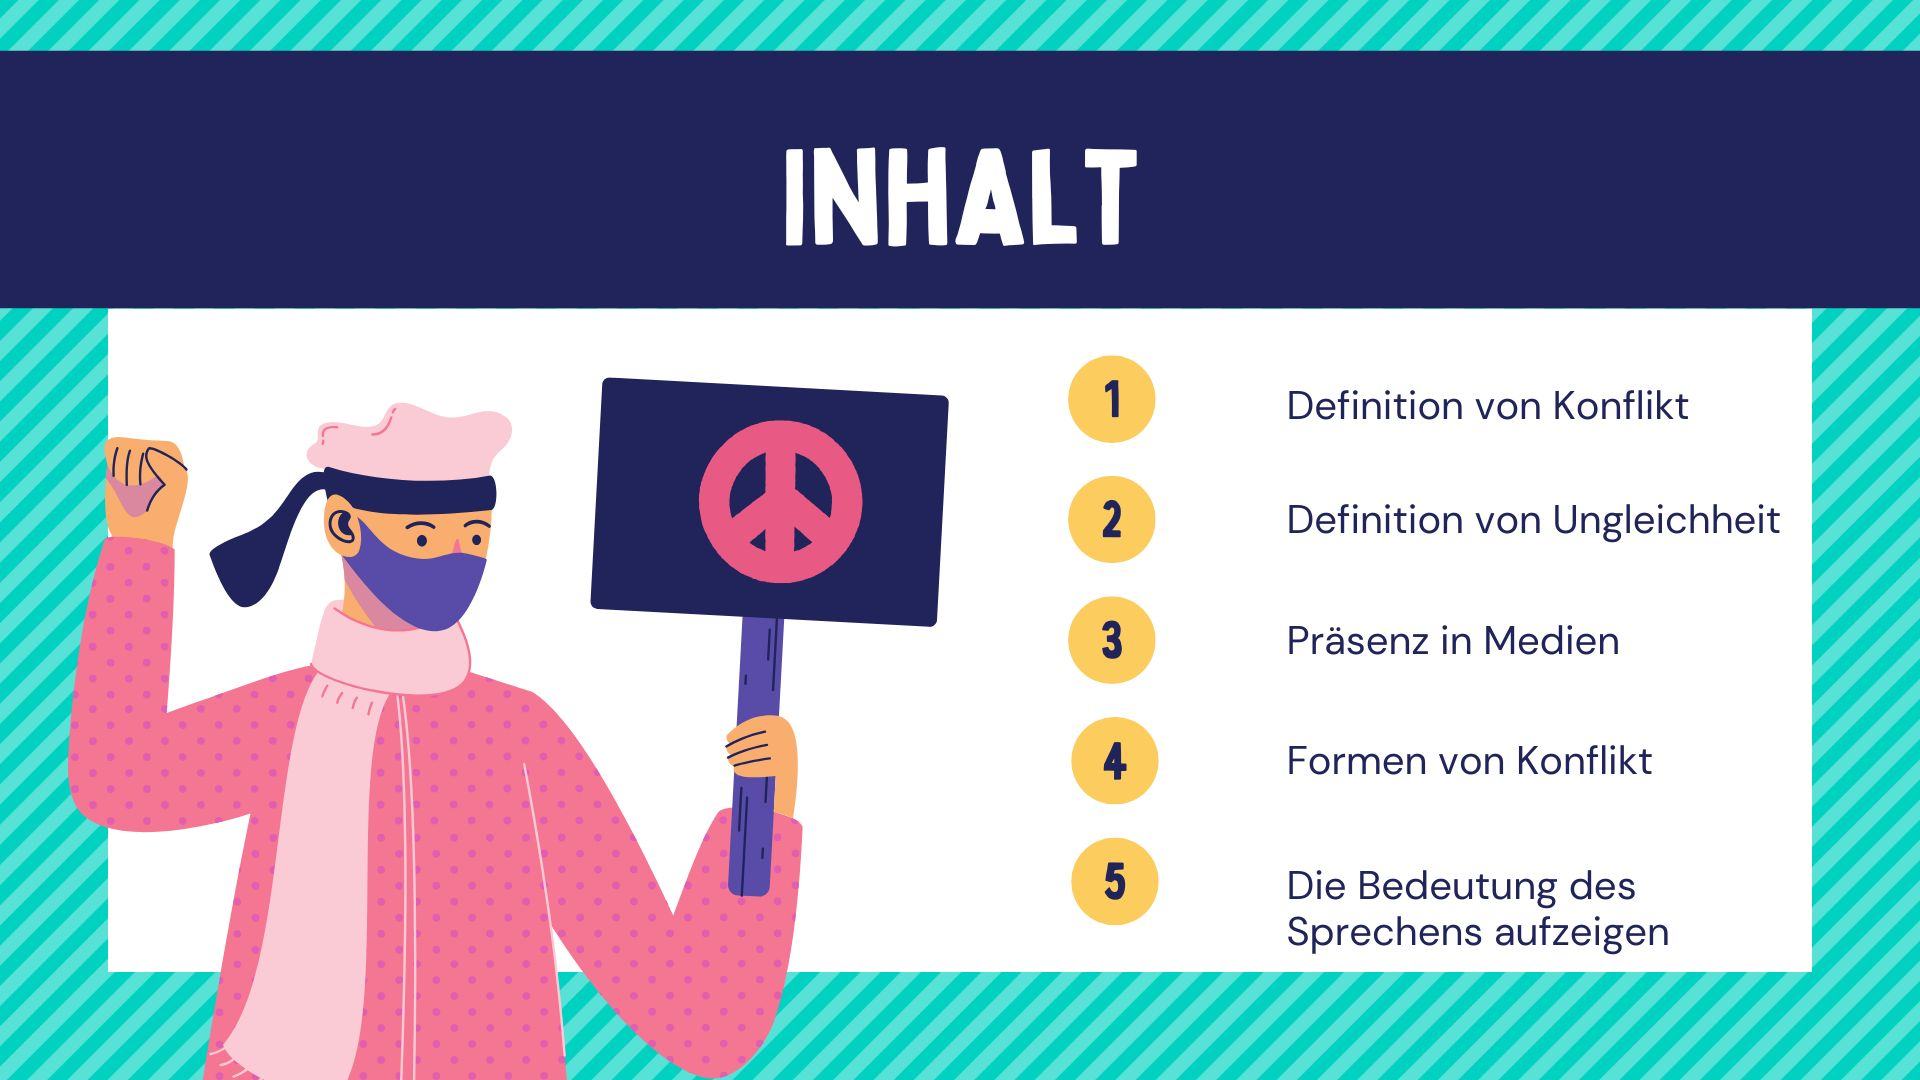 INHALT
1
Definition von Konflikt
2
Definition von Ungleichheit
3
Präsenz in Medien
4
Formen von Konflikt
5
Die Bedeutung des
Sprechens aufzeigen